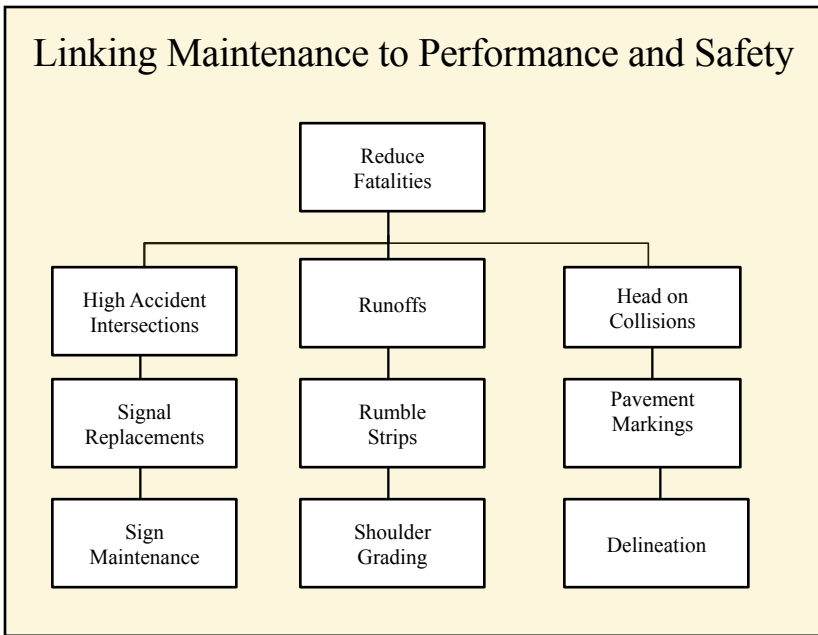 Linking Maintenance to Performance and Safety
Reduce
Fatalities
High Accident
Intersections
Runoffs
Head on
Collisions
Signal
Replacements
Rumble
Strips
Pavement
Markings
Sign
Maintenance
Shoulder
Grading
Delineation